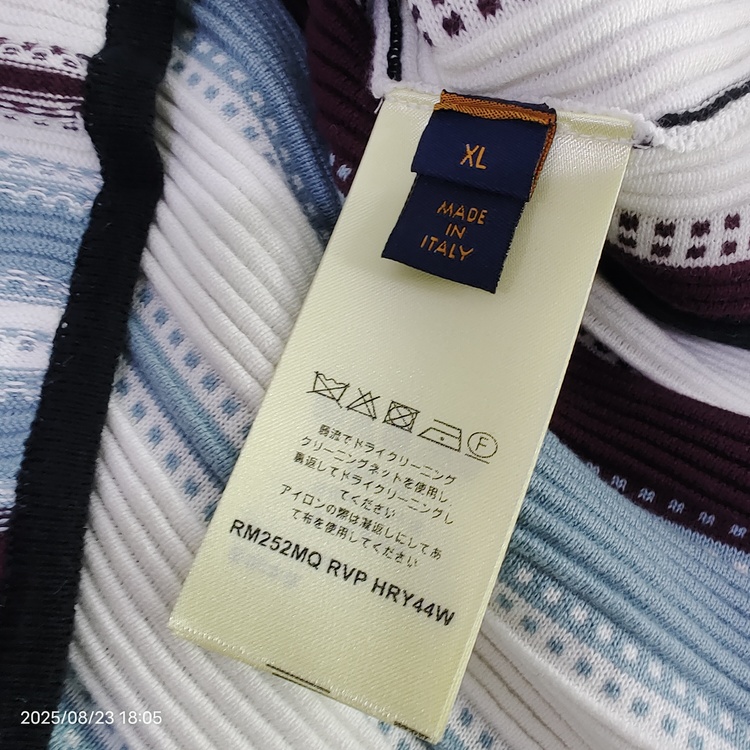 XL
MADE
IN
ITALY
F
弱流でドライクリーニング
クリーニングネットを使用し、
裏返してドライクリーニングし
てください
アイロンの際は裏返しにしてあ
て布を使用してください
RM252MQ RVP HRY44W
2025/08/23 18:05